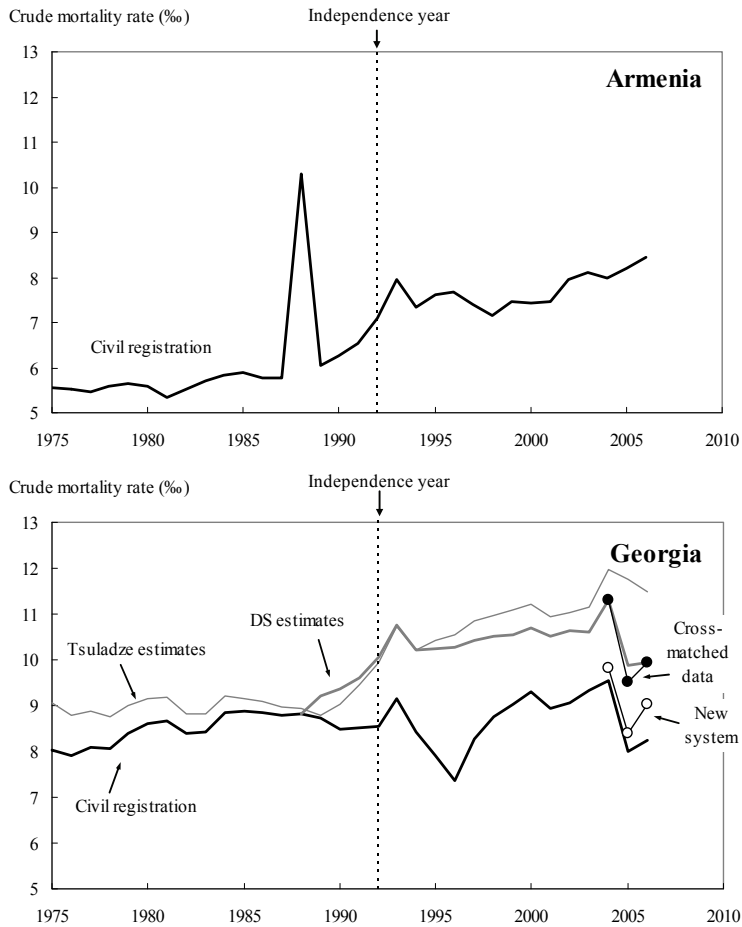 Crude mortality rate (‰)
Independence year
Armenia
13
12
11
10
9
8
7
6
5
Civil registration
1975 1980 1985 1990 1995 2000 2005 2010
Crude mortality rate (‰)
Independence year
Georgia
13
12
11
10
9
8
7
6
5
DS estimates
Tsuladze estimates
Cross-
matched
data
New
system
Civil registration
1975 1980 1985 1990 1995 2000 2005 2010